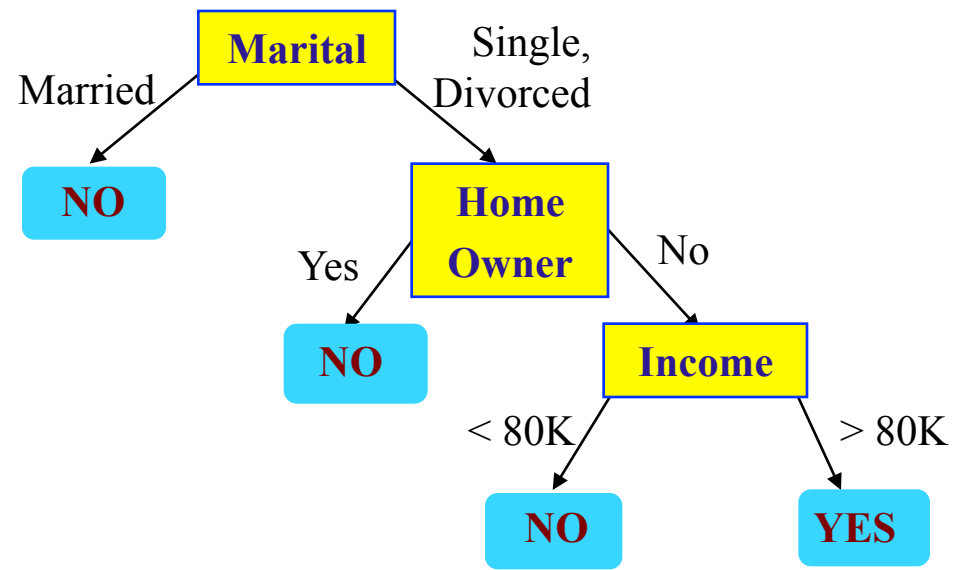 Marital
Single,
Married
Divorced
NO
Home
Owner
Yes
No
NO
Income
< 80K
> 80K
NO
YES